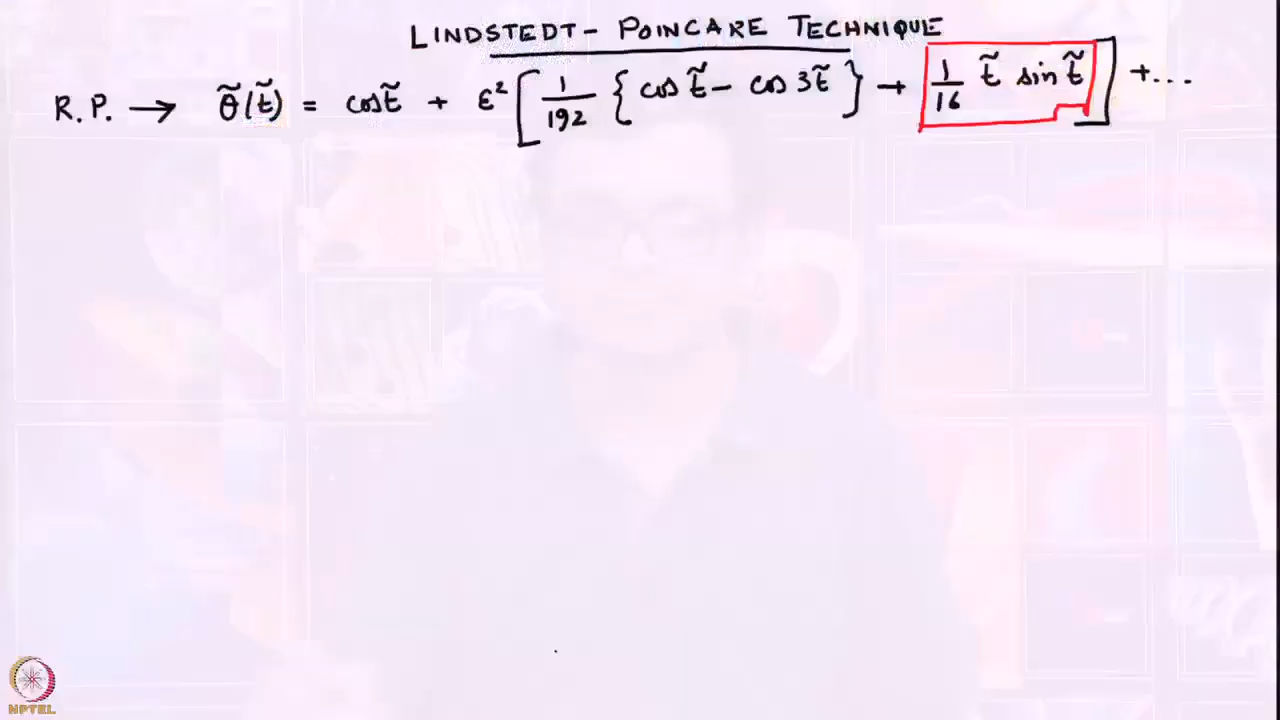 LINDSTEDT - POINCARE TECHNIQUE
R.P. → θ̃(t̃) = cos t̃ + ε² [ 1/192 { cos t̃ - cos 3t̃ } + 1/16 t̃ sin t̃ ] + ...
NPTEL